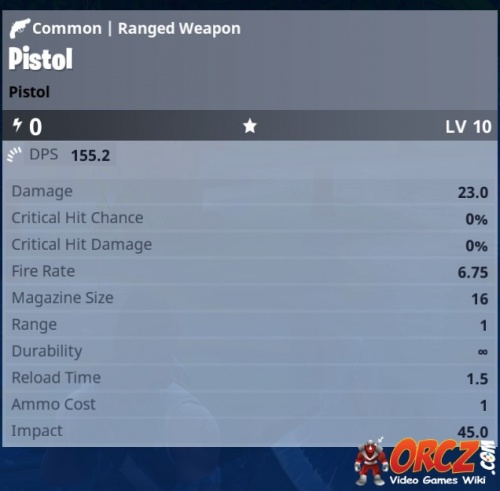 Common | Ranged Weapon
Pistol
Pistol
0 LV 10
DPS 155.2
Damage 23.0
Critical Hit Chance 0%
Critical Hit Damage 0%
Fire Rate 6.75
Magazine Size 16
Range 1
Durability ∞
Reload Time 1.5
Ammo Cost 1
Impact 45.0
ORCZ.COM
Video Games Wiki